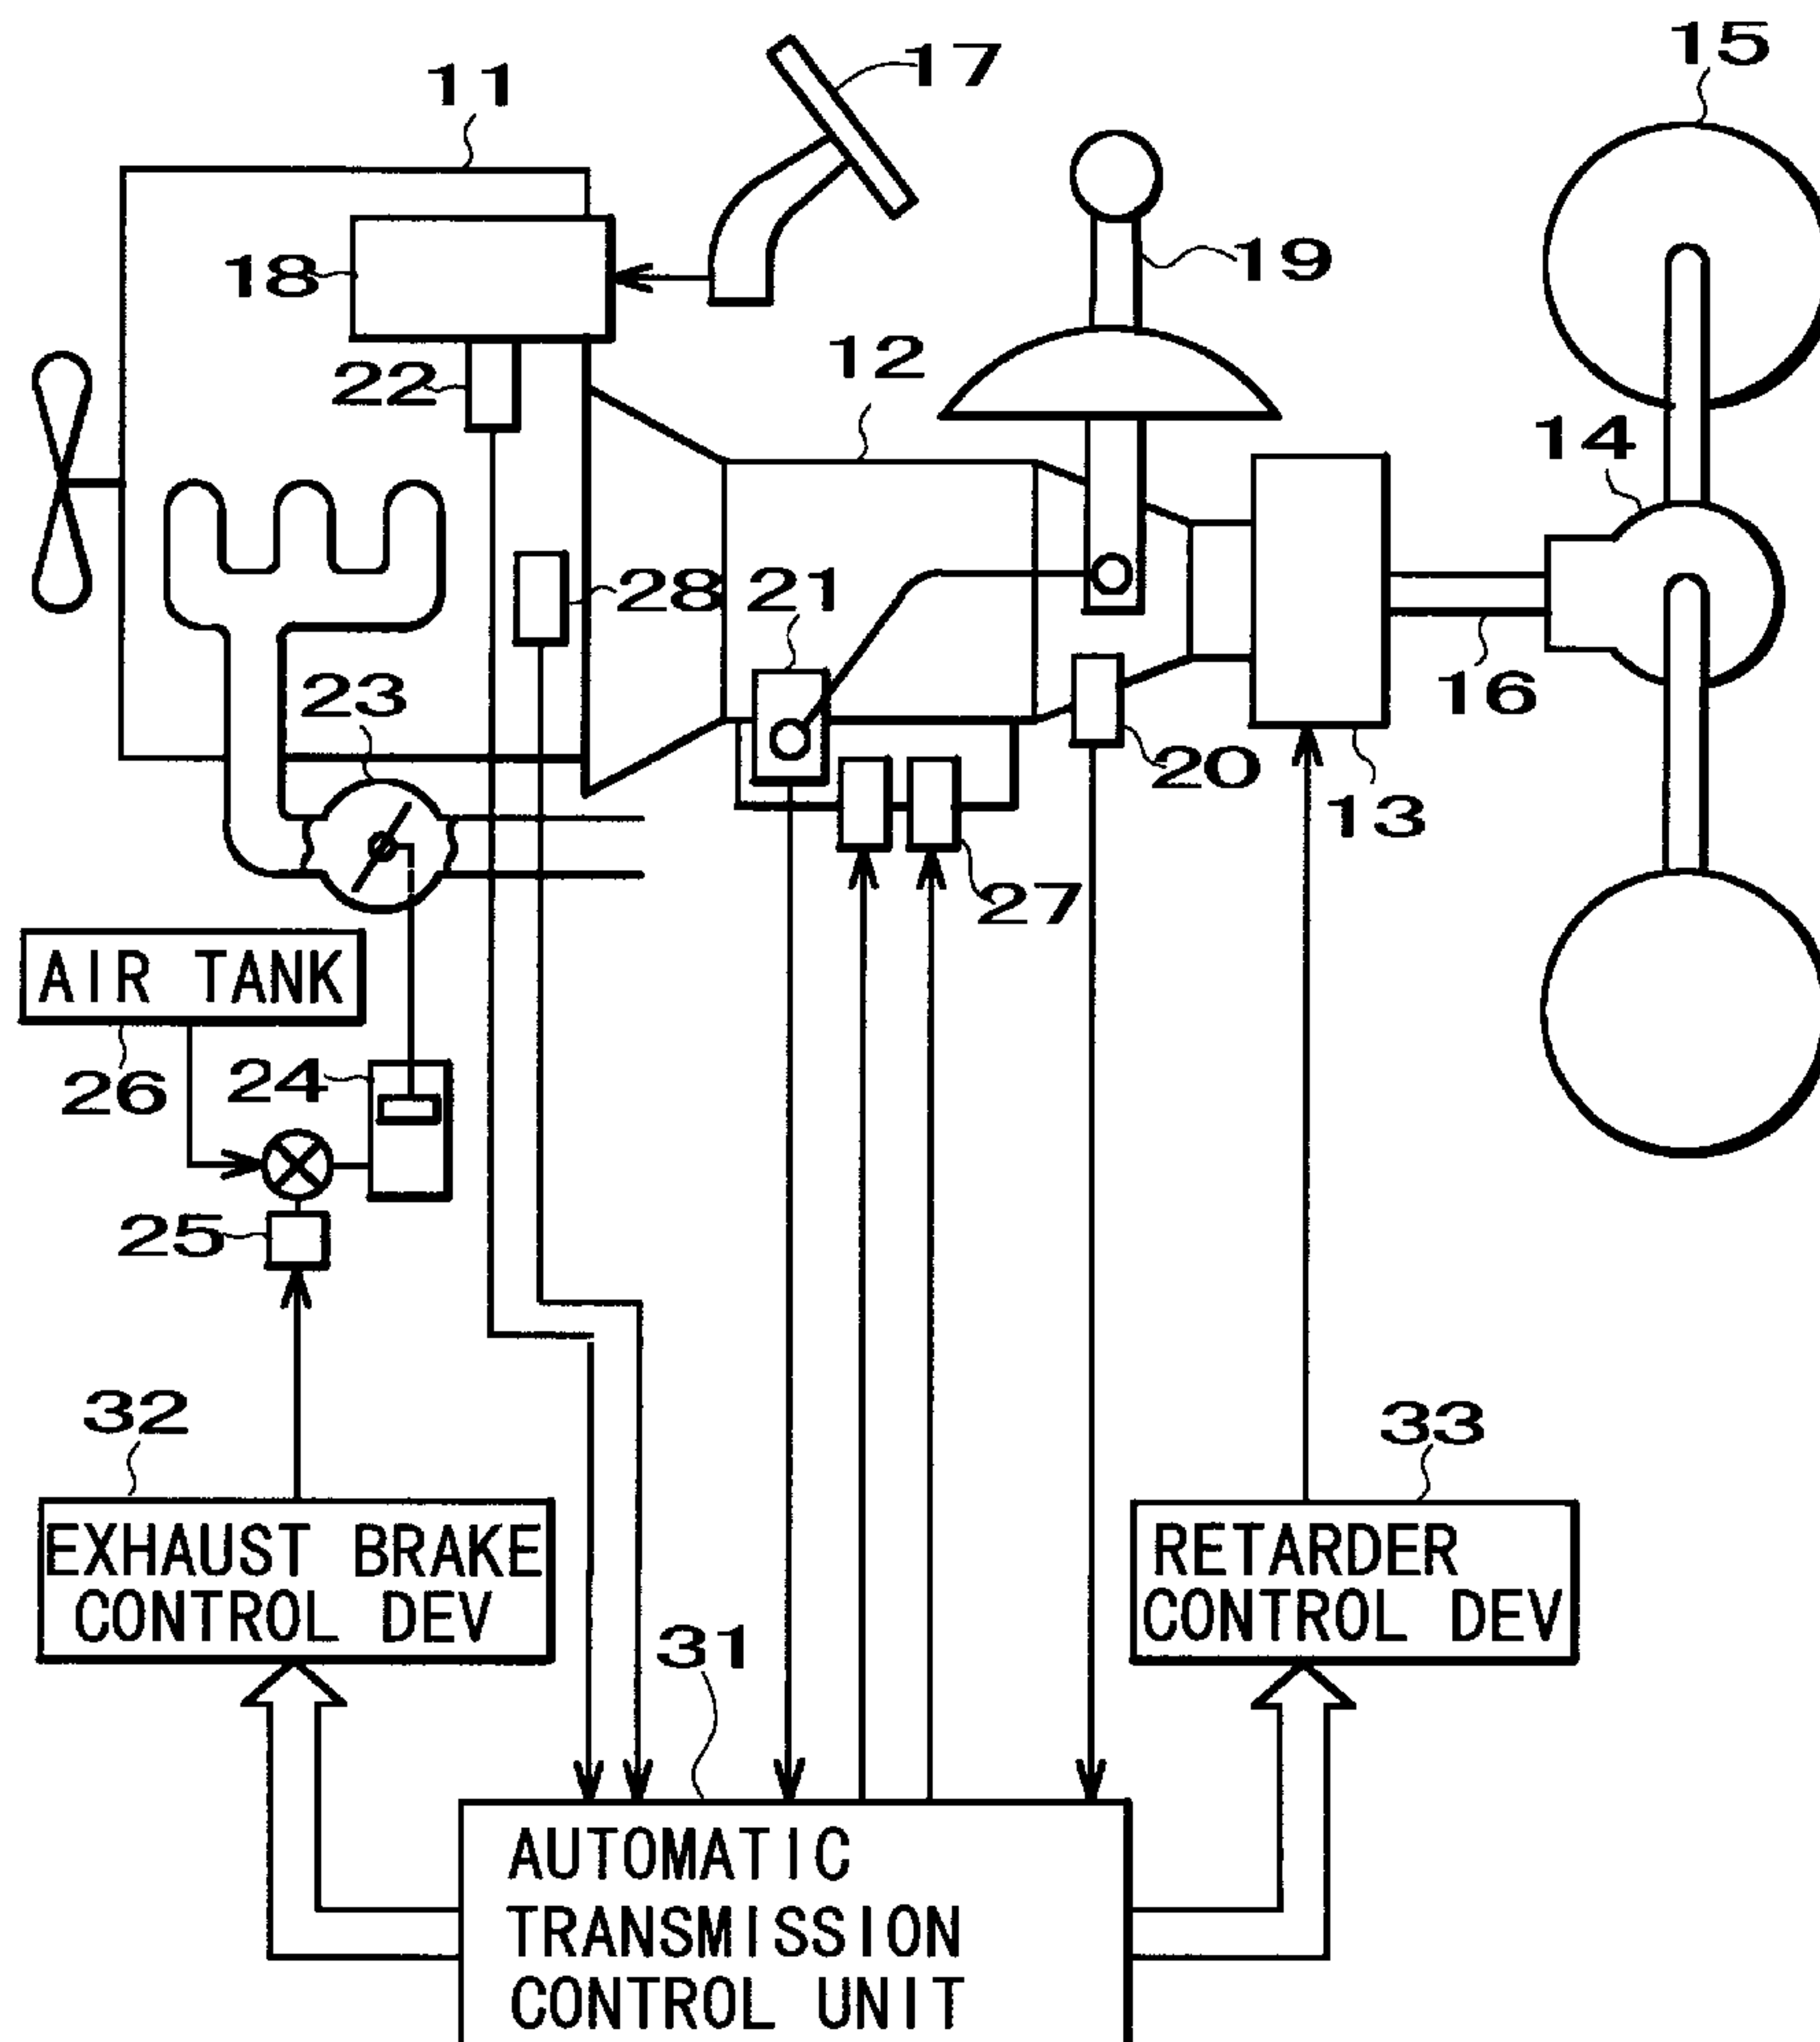 15
17
11
19
18
12
22
14
28
21
23
16
20
13
27
AIR TANK
24
26
25
32
33
EXHAUST BRAKE
CONTROL DEV
RETARDER
CONTROL DEV
31
AUTOMATIC
TRANSMISSION
CONTROL UNIT